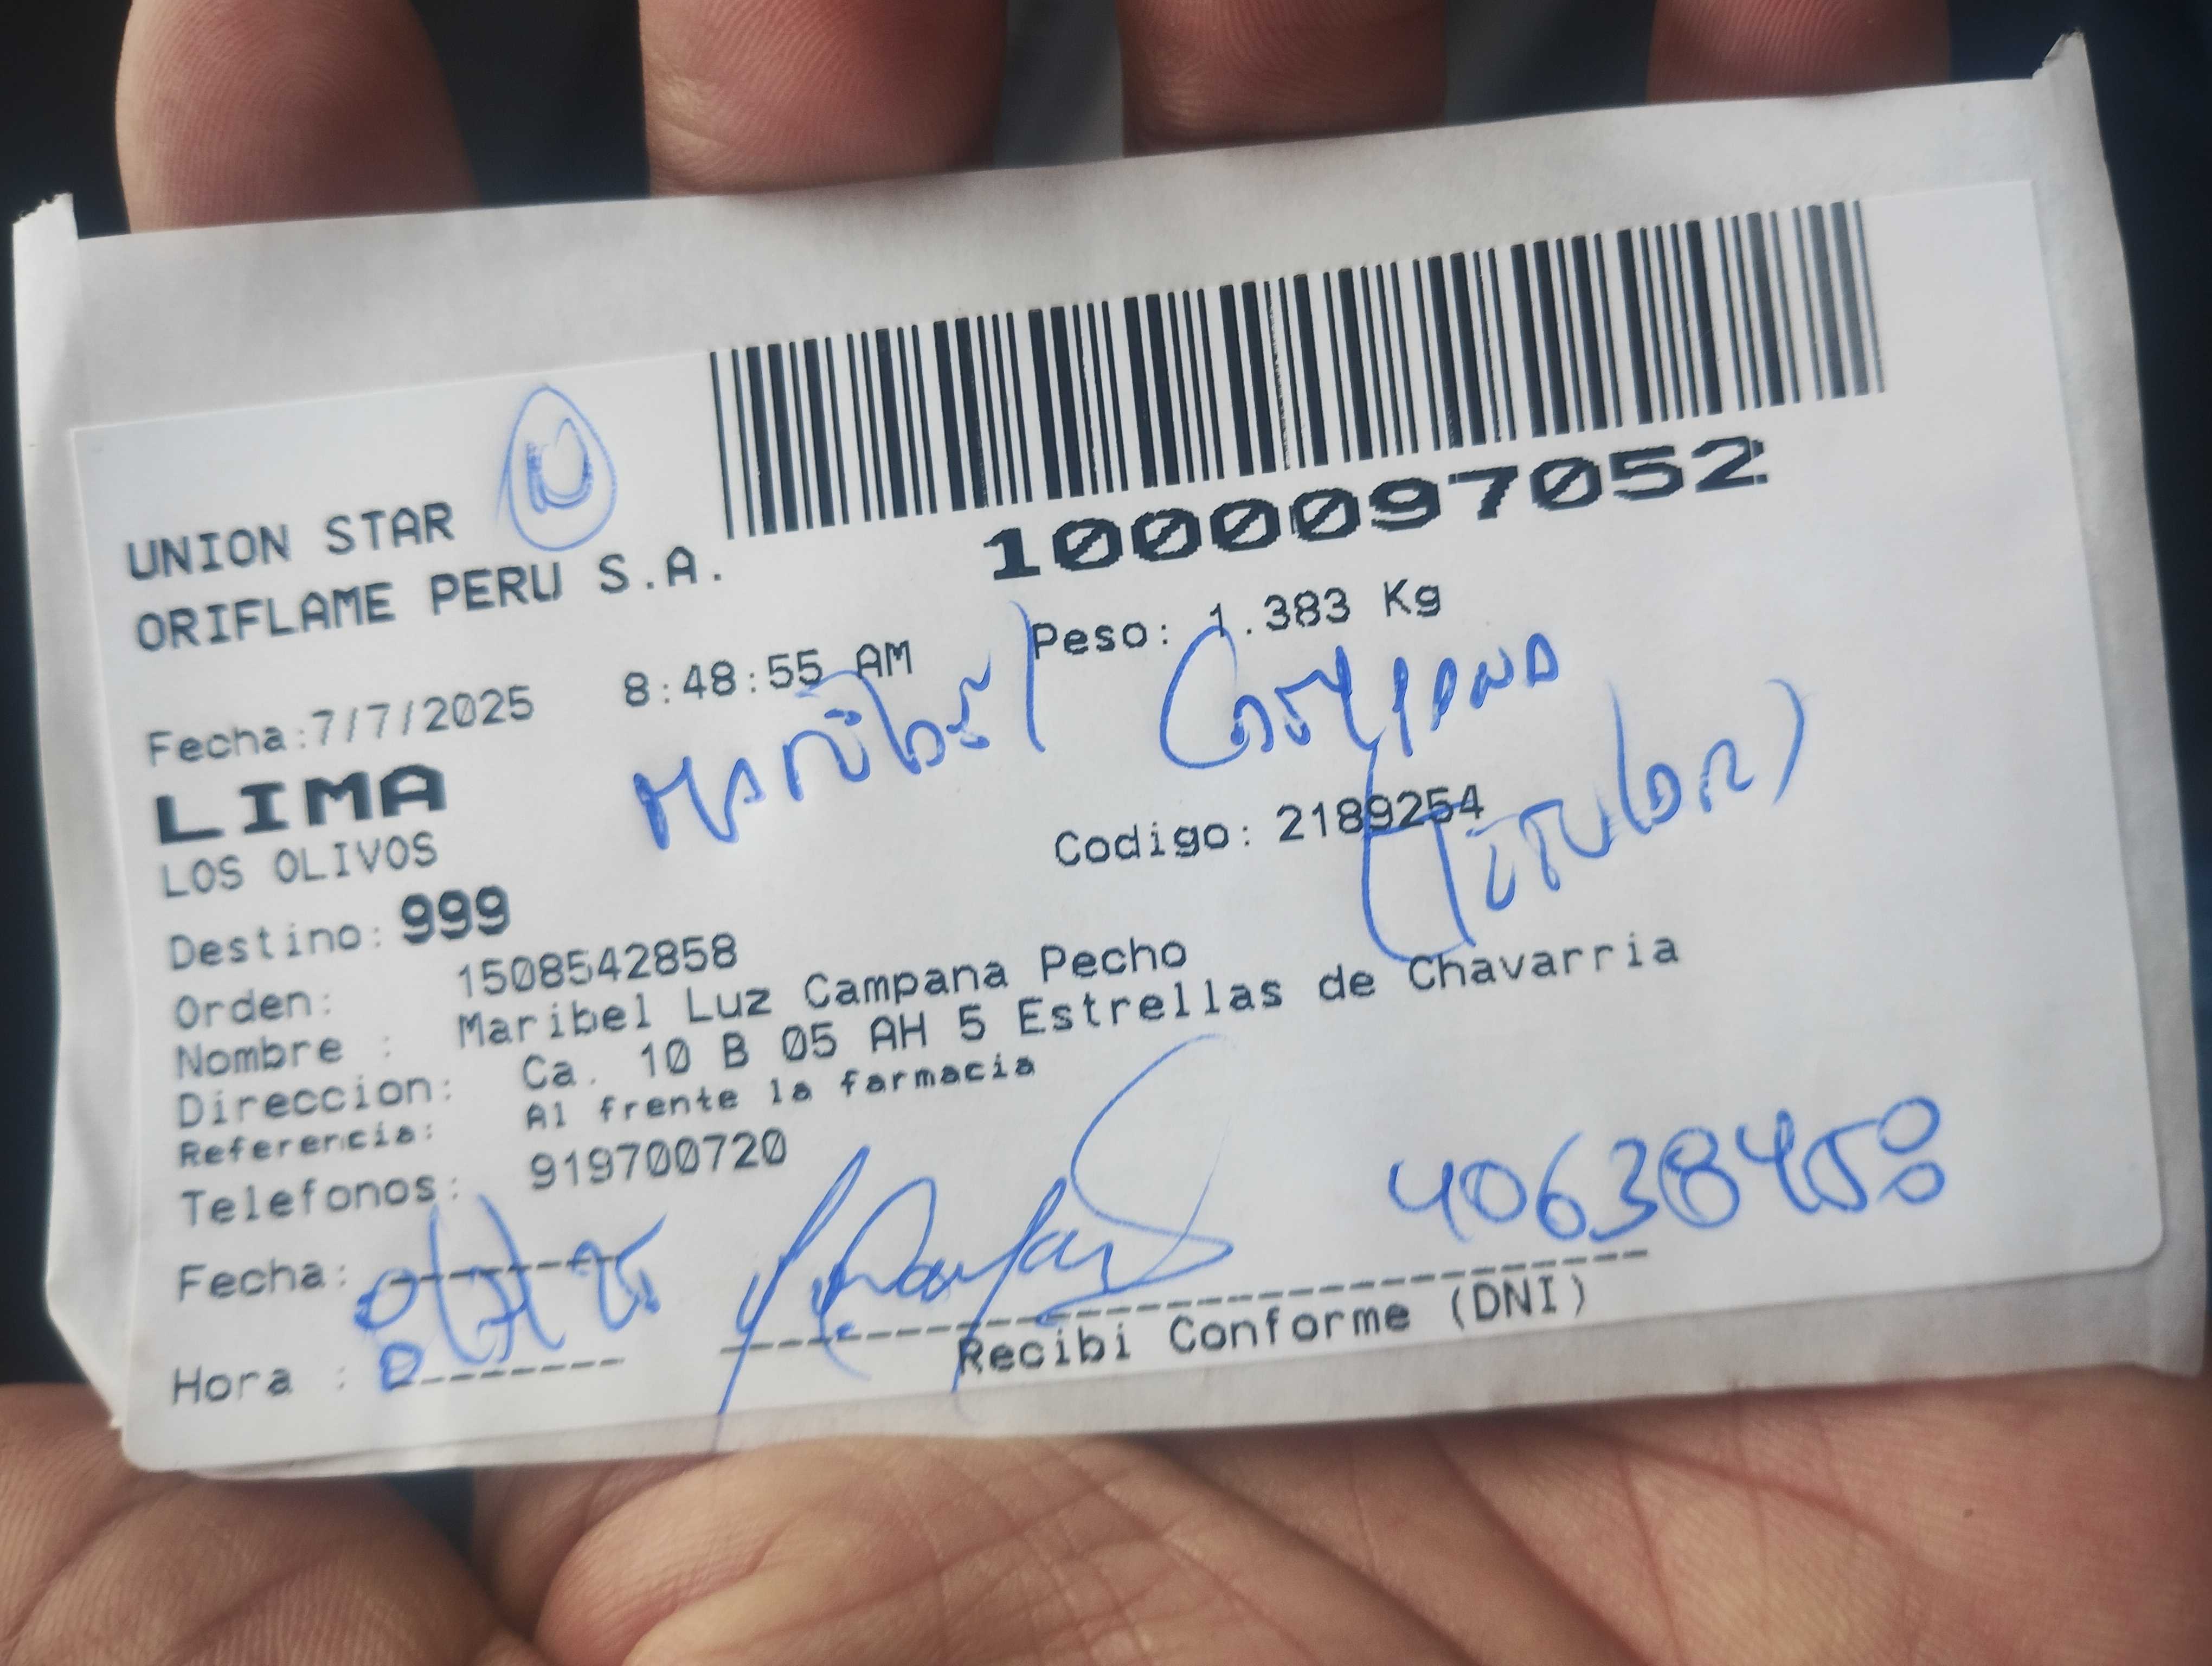 UNION STAR
ORIFLAME PERU S.A.
1000097052
Fecha:7/7/2025 8:48:55 AM Peso: 1.383 Kg
Maribel Campana
LIMA
LOS OLIVOS
Codigo: 2189254
(Titular)
Destino: 999
Orden: 1508542858
Nombre : Maribel Luz Campana Pecho
Direccion: Ca. 10 B 05 AH 5 Estrellas de Chavarria
Referencia: Al frente la farmacia
Telefonos: 919700720
Fecha:
40638458
Hora :
Recibi Conforme (DNI)